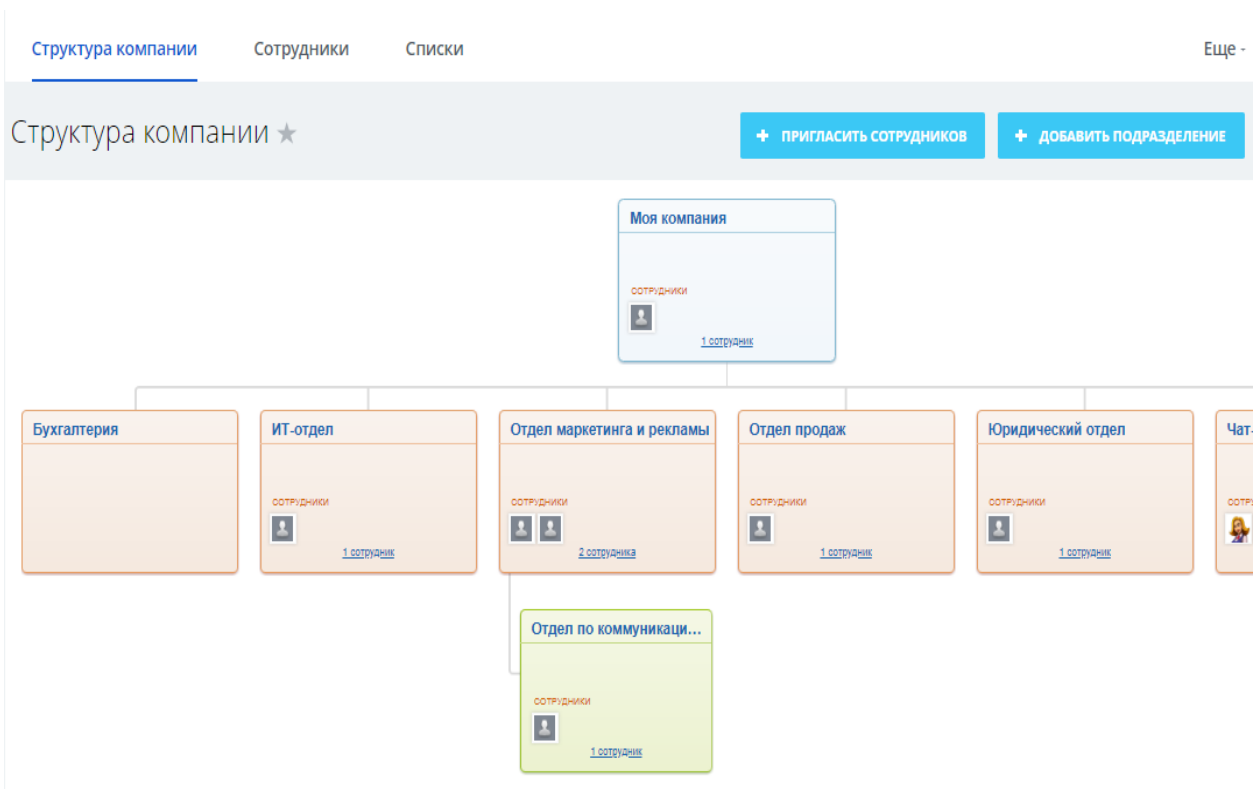 Структура компании Сотрудники Списки Еще -
Структура компании
+ ПРИГЛАСИТЬ СОТРУДНИКОВ + ДОБАВИТЬ ПОДРАЗДЕЛЕНИЕ
Моя компания
СОТРУДНИКИ
1 сотрудник
Бухгалтерия ИТ-отдел Отдел маркетинга и рекламы Отдел продаж Юридический отдел Чат-
СОТРУДНИКИ СОТРУДНИКИ СОТРУДНИКИ СОТРУДНИКИ СОТР
1 сотрудник 2 сотрудника 1 сотрудник 1 сотрудник
Отдел по коммуникаци...
СОТРУДНИКИ
1 сотрудник